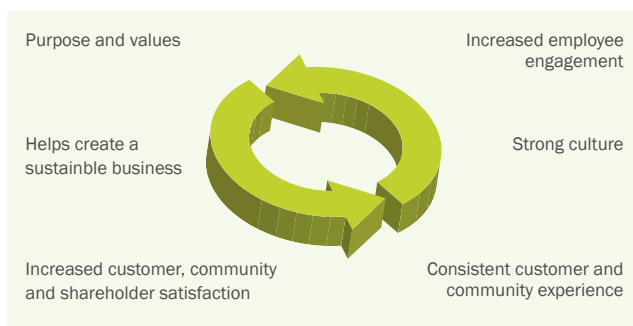 Purpose and values
Increased employee
engagement
Helps create a
sustainble business
Strong culture
Increased customer, community
and shareholder satisfaction
Consistent customer and
community experience